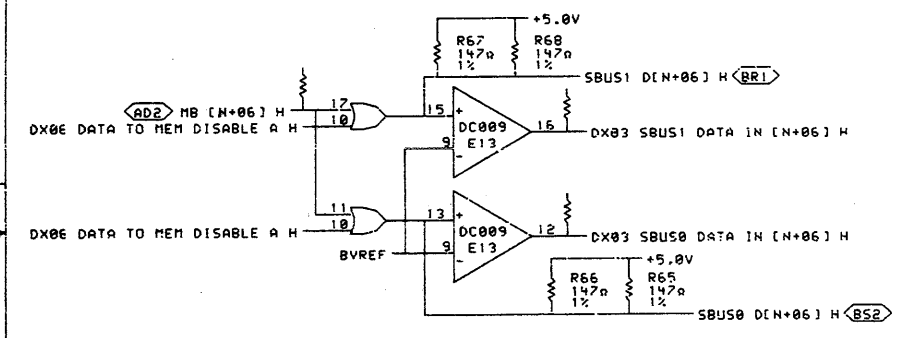 +5.0V
R67 R68
147Ω 147Ω
1% 1%
SBUS1 D[N+06] H BR1
AD2 MB [N+06] H 17
DX06 DATA TO MEM DISABLE A H 10
15 +
DC009
E13
16 DX03 SBUS1 DATA IN [N+06] H
9 -
11
DX06 DATA TO MEM DISABLE A H 10
13 +
DC009
E13
12 DX03 SBUS0 DATA IN [N+06] H
BVREF 9 -
+5.0V
R66 R65
147Ω 147Ω
1% 1%
SBUS0 D[N+06] H BS2